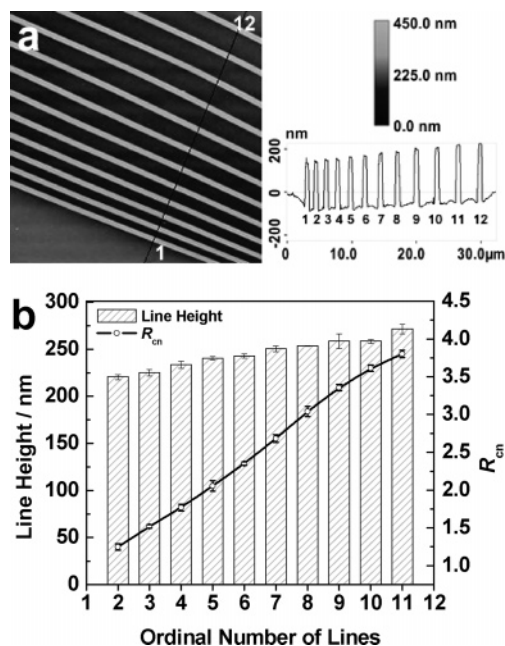 a
12
1
450.0 nm
225.0 nm
0.0 nm
nm
200
0
-200
1 2 3 4 5 6 7 8 9 10 11 12
0.0 10.0 20.0 30.0µm
b
Line Height
Rcn
300
250
200
150
100
50
0
Line Height / nm
4.5
4.0
3.5
3.0
2.5
2.0
1.5
1.0
Rcn
1 2 3 4 5 6 7 8 9 10 11 12
Ordinal Number of Lines